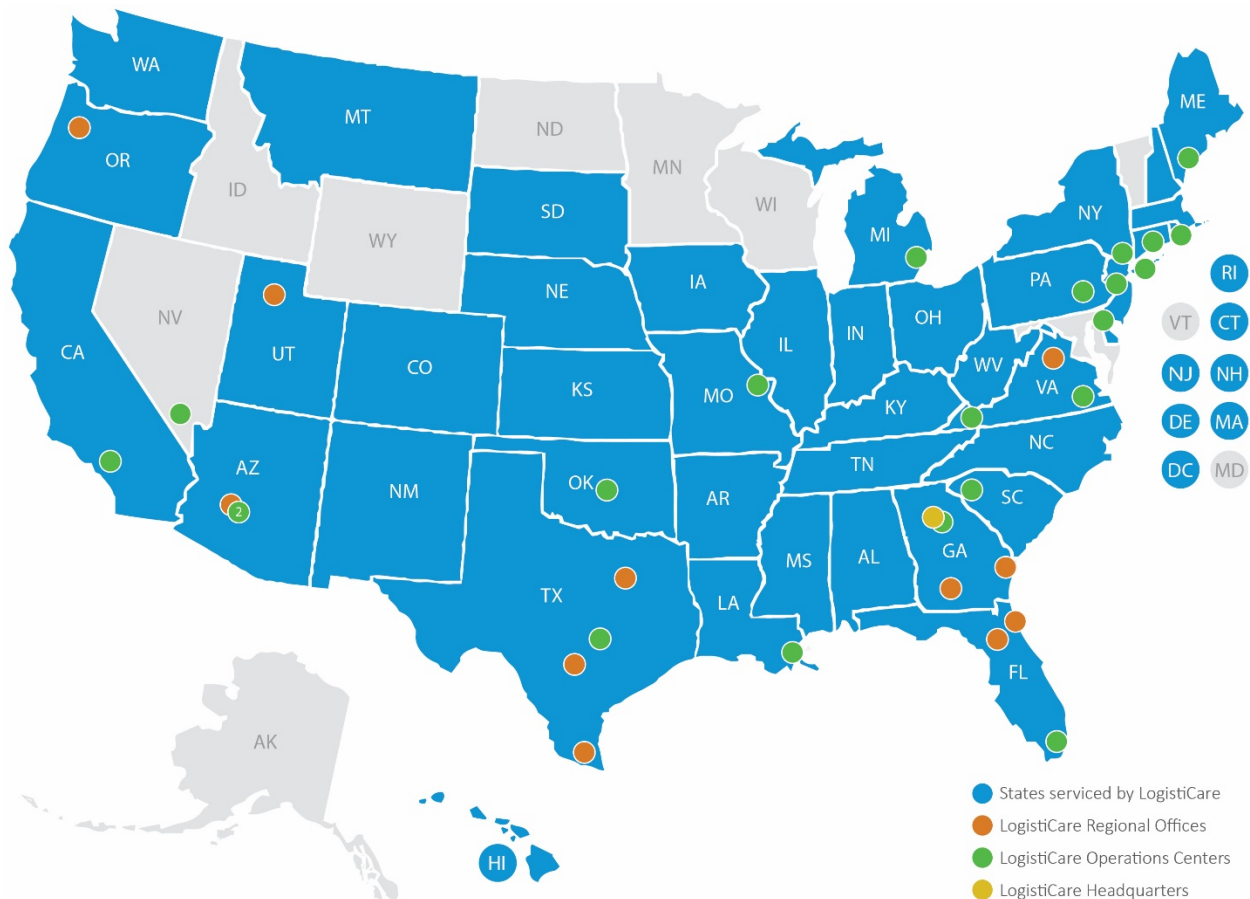 WA
MT
ND
MN
ME
OR
ID
SD
WI
NY
WY
MI
NV
NE
IA
PA
RI
VT
CT
CA
UT
CO
IL
IN
OH
WV
VA
NJ
NH
KS
MO
KY
DE
MA
AZ
NM
OK
AR
TN
NC
DC
MD
2
SC
TX
LA
MS
AL
GA
FL
AK
HI
States serviced by LogistiCare
LogistiCare Regional Offices
LogistiCare Operations Centers
LogistiCare Headquarters